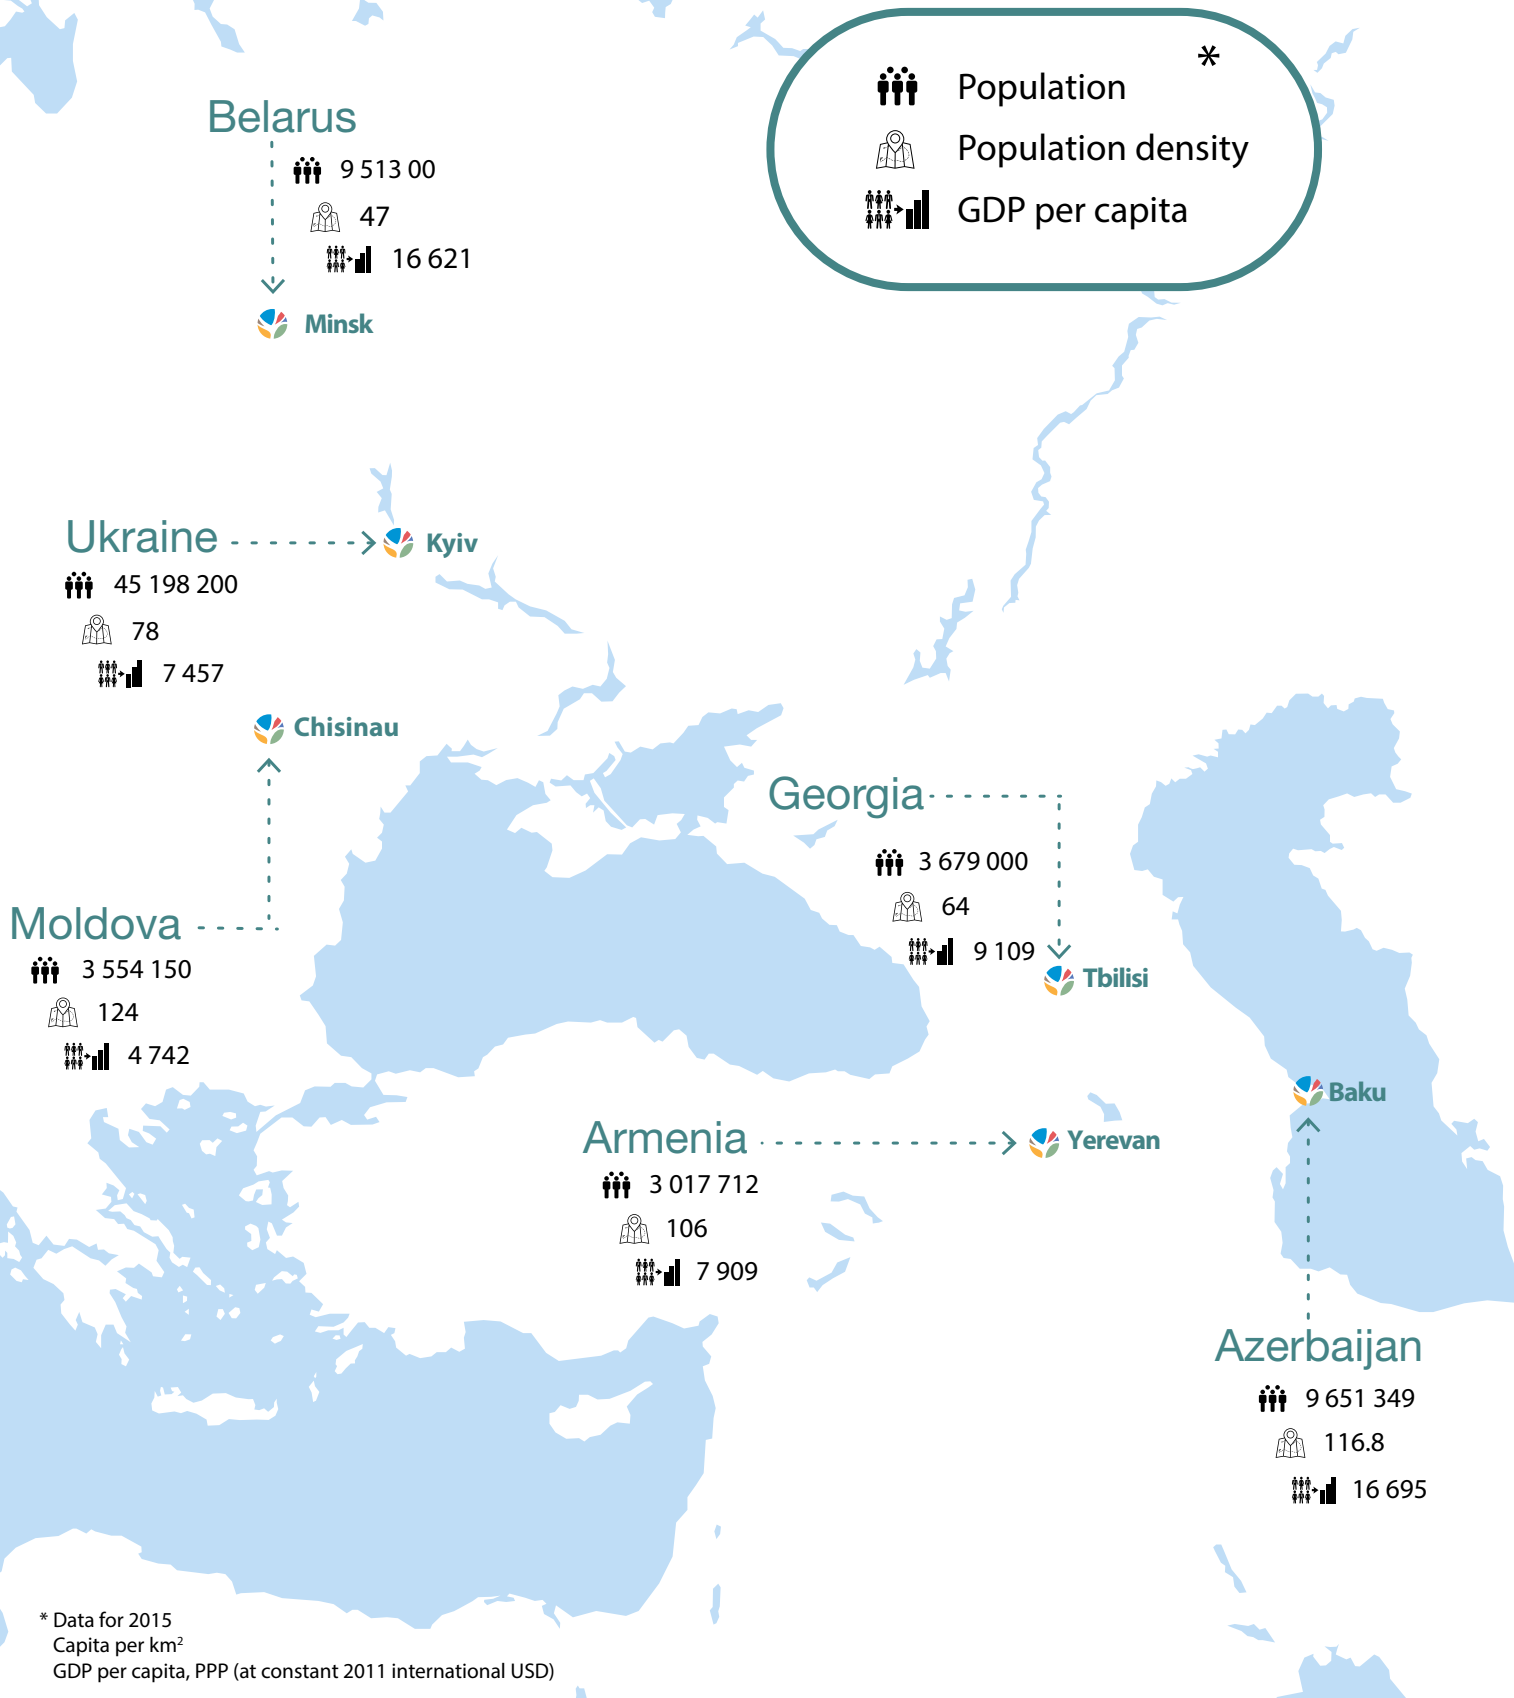 *
Population
Population density
GDP per capita
Belarus
9 513 00
47
16 621
Minsk
Ukraine
Kyiv
45 198 200
78
7 457
Chisinau
Georgia
3 679 000
64
9 109
Tbilisi
Moldova
3 554 150
124
4 742
Baku
Armenia
Yerevan
3 017 712
106
7 909
Azerbaijan
9 651 349
116.8
16 695
* Data for 2015
Capita per km²
GDP per capita, PPP (at constant 2011 international USD)